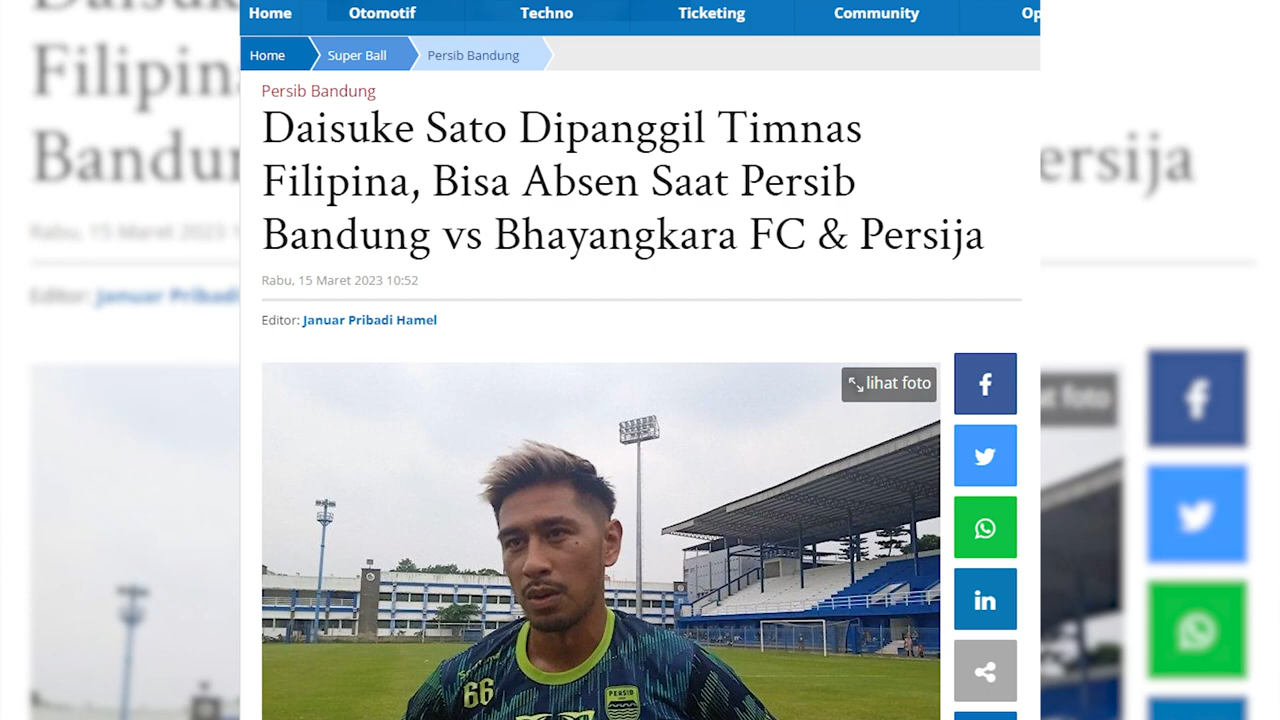 Home Otomotif Techno Ticketing Community Op
Home Super Ball Persib Bandung
Persib Bandung
Daisuke Sato Dipanggil Timnas
Filipina, Bisa Absen Saat Persib
Bandung vs Bhayangkara FC & Persija
Rabu, 15 Maret 2023 10:52
Editor: Januar Pribadi Hamel
lihat foto
66
PERSIB